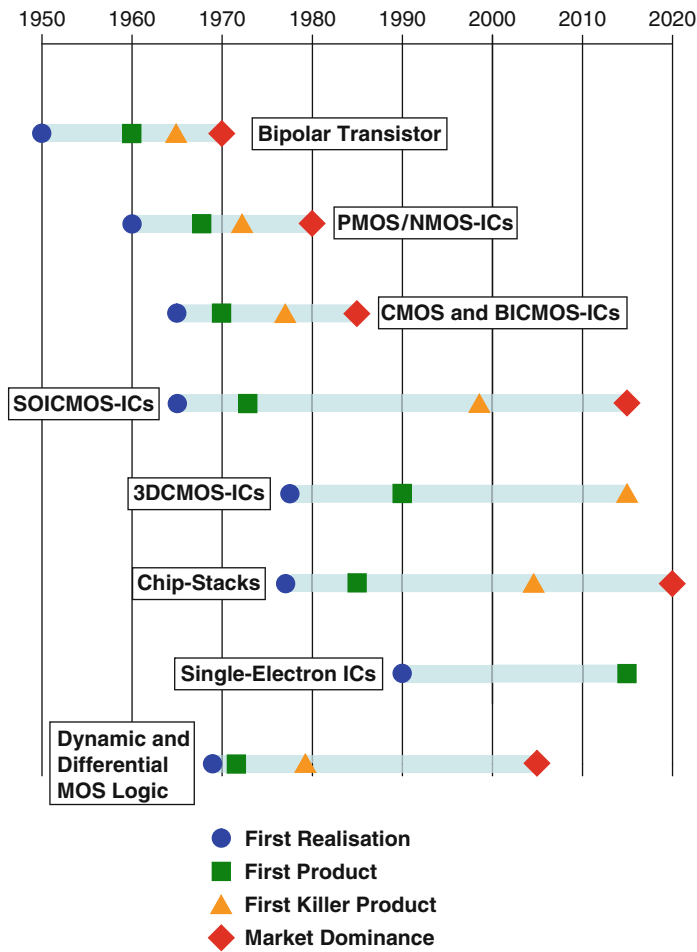 1950 1960 1970 1980 1990 2000 2010 2020
Bipolar Transistor
PMOS/NMOS-ICs
CMOS and BICMOS-ICs
SOICMOS-ICs
3DCMOS-ICs
Chip-Stacks
Single-Electron ICs
Dynamic and
Differential
MOS Logic
First Realisation
First Product
First Killer Product
Market Dominance